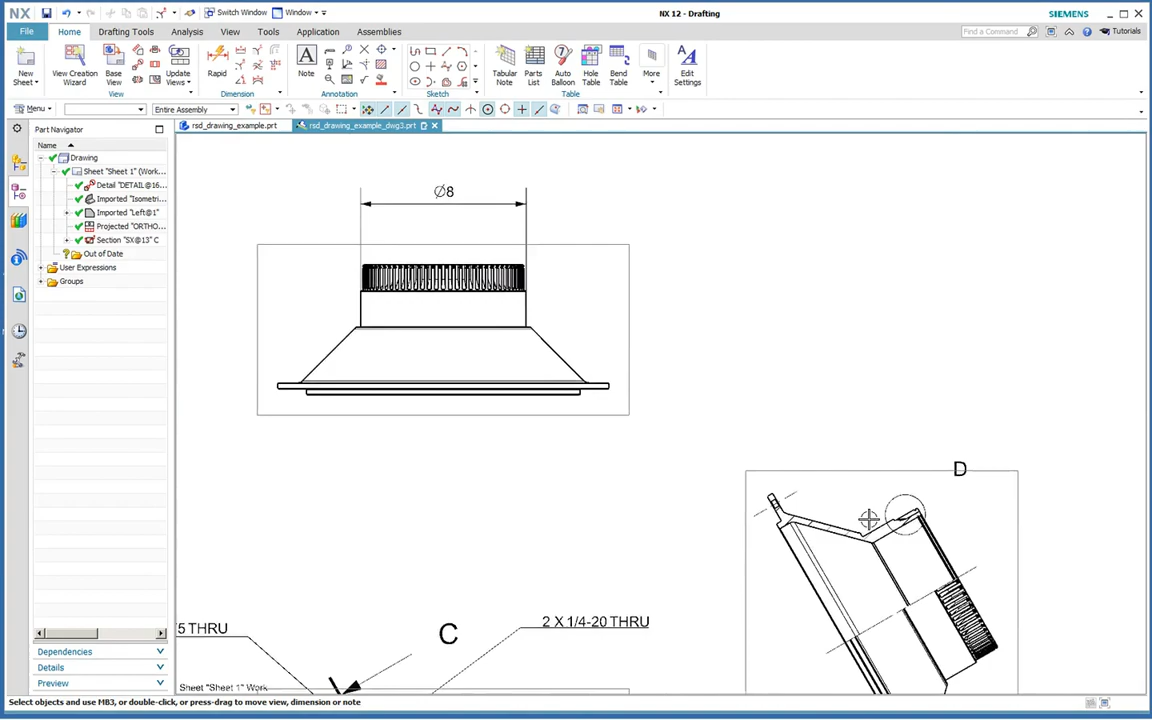 NX
Switch Window
Window
NX 12 - Drafting
SIEMENS
File
Home
Drafting Tools
Analysis
View
Tools
Application
Assemblies
Find a Command
Tutorials
New Sheet
View Creation Wizard
Base View
Update Views
Rapid
Note
Tabular Note
Parts List
Auto Balloon
Hole Table
Bend Table
More
Edit Settings
View
Dimension
Annotation
Sketch
Table
Menu
Entire Assembly
Part Navigator
rsd_drawing_example.prt
rsd_drawing_example_dwg3.prt
Name
Drawing
Sheet "Sheet 1" (Work...
Detail "DETAIL@16...
Imported "Isometri...
Imported "Left@1"
Projected "ORTHO...
Section "SX@13" C
Out of Date
User Expressions
Groups
Ø8
D
5 THRU
C
2 X 1/4-20 THRU
Sheet "Sheet 1" Work
Dependencies
Details
Preview
Select objects and use MB3, or double-click, or press-drag to move view, dimension or note